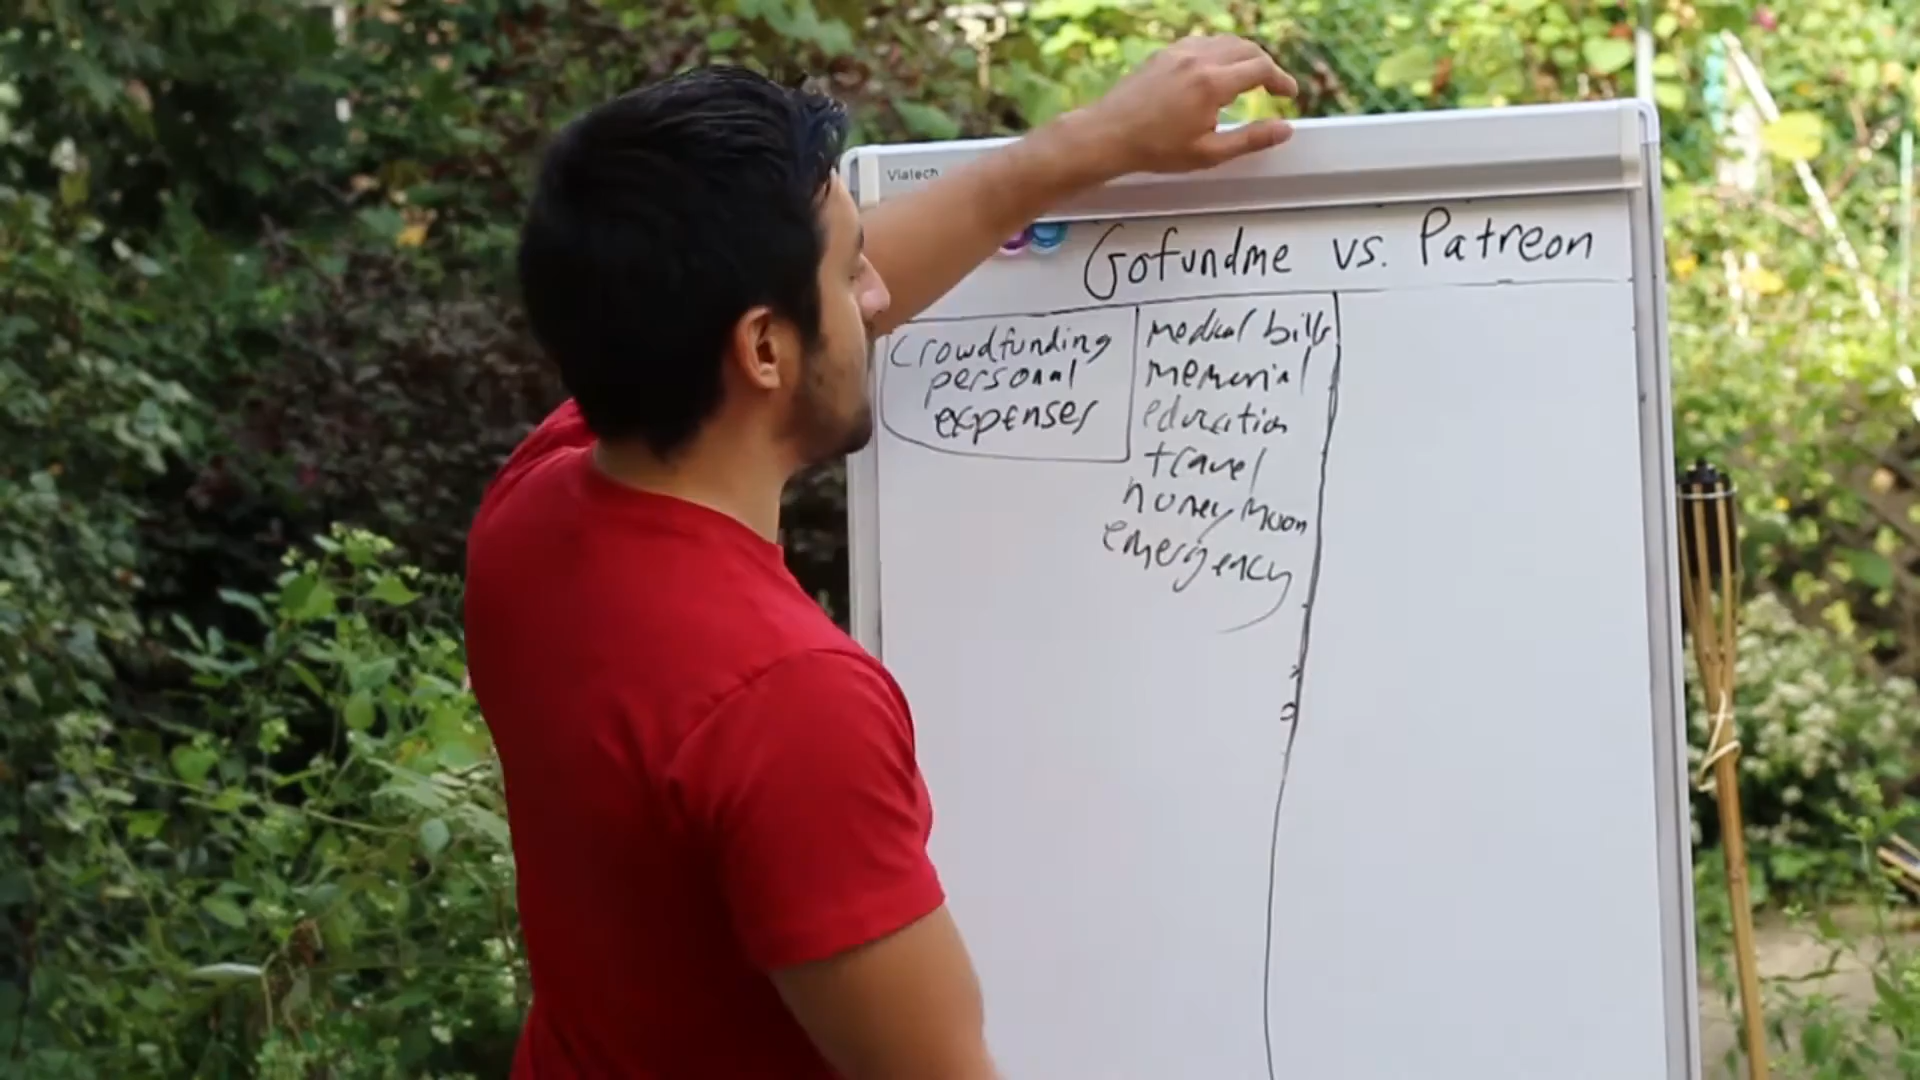 Vialech
Gofundme vs. Patreon
Crowdfunding
personal
expenses
medical bills
memorial
education
travel
honeymoon
emergency